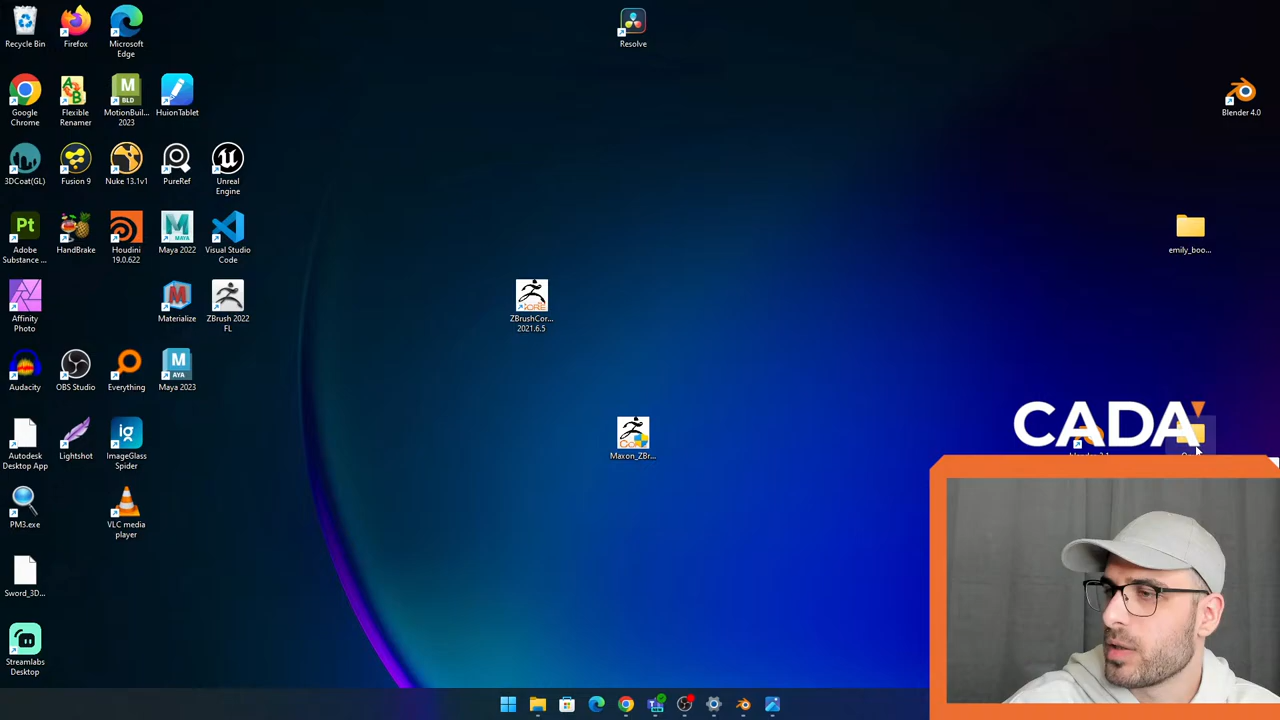 Recycle Bin
Firefox
Microsoft
Edge
Resolve
Google
Chrome
Flexible
Renamer
MotionBuil...
2023
HuionTablet
Blender 4.0
3DCoat(GL)
Fusion 9
Nuke 13.1v1
PureRef
Unreal
Engine
Adobe
Substance ...
HandBrake
Houdini
19.0.622
Maya 2022
Visual Studio
Code
emily_boo...
Affinity
Photo
Materialize
ZBrush 2022
FL
ZBrushCor...
2021.6.5
Audacity
OBS Studio
Everything
Maya 2023
CADA
Autodesk
Desktop App
Lightshot
ImageGlass
Spider
Maxon_ZBr...
PM3.exe
VLC media
player
Sword_3D...
Streamlabs
Desktop